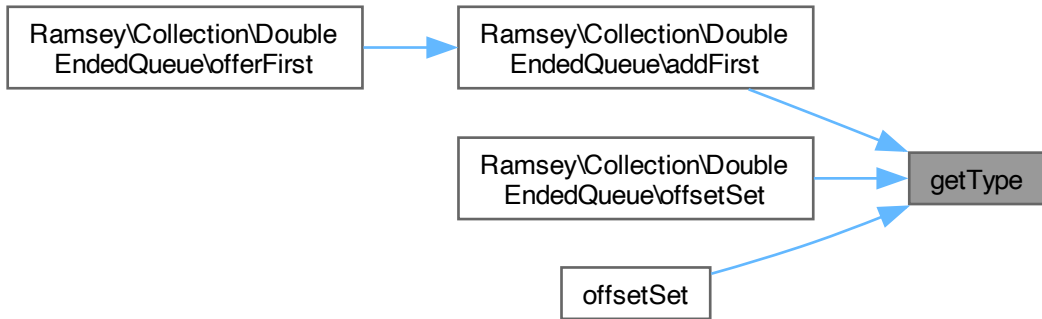 Ramsey\Collection\Double
EndedQueue\offerFirst
Ramsey\Collection\Double
EndedQueue\addFirst
Ramsey\Collection\Double
EndedQueue\offsetSet
getType
offsetSet